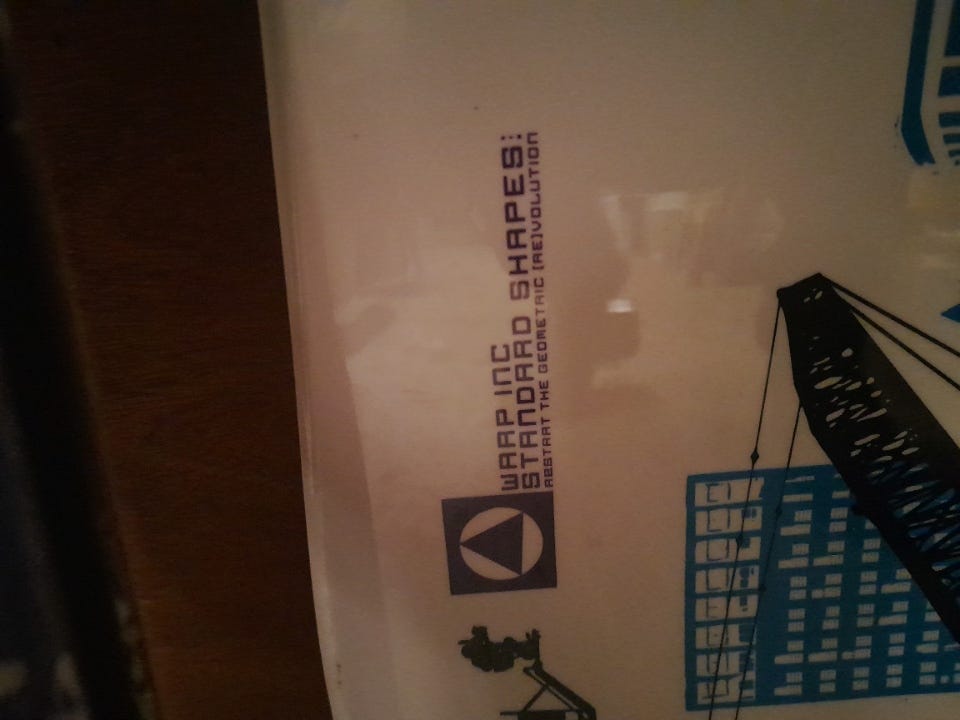 WARP INC
STANDARD SHAPES:
ABSTRAT THE GEOMETRIC (RE)VOLUTION